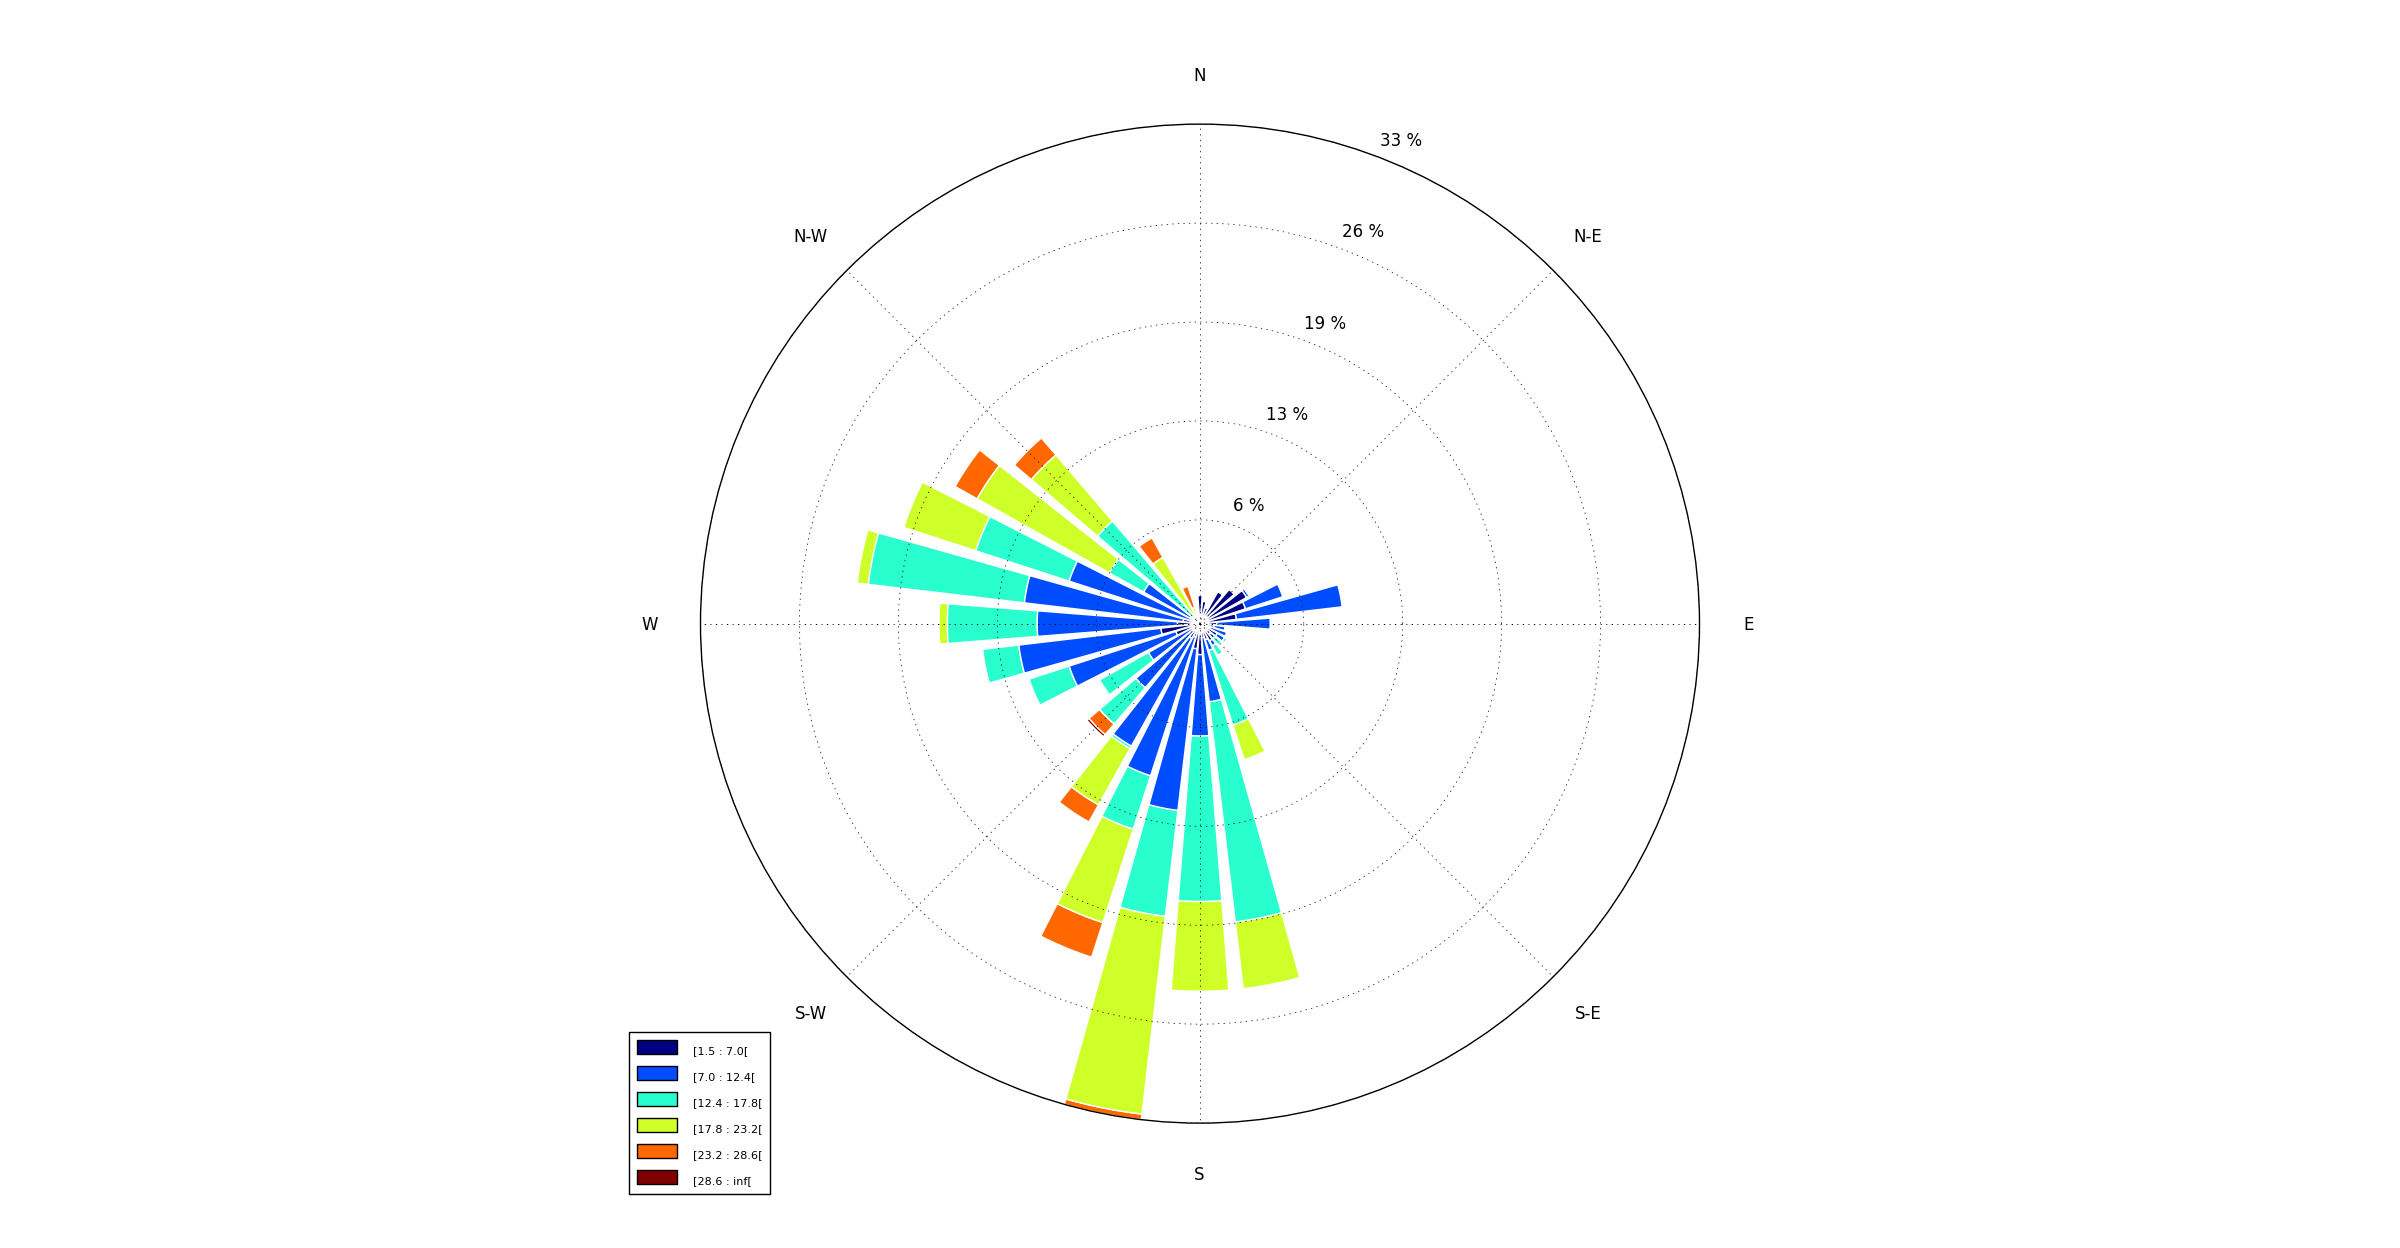 N
33 %
N-W
26 %
N-E
19 %
13 %
6 %
W
E
S-W
S-E
S
[1.5 : 7.0[
[7.0 : 12.4[
[12.4 : 17.8[
[17.8 : 23.2[
[23.2 : 28.6[
[28.6 : inf[